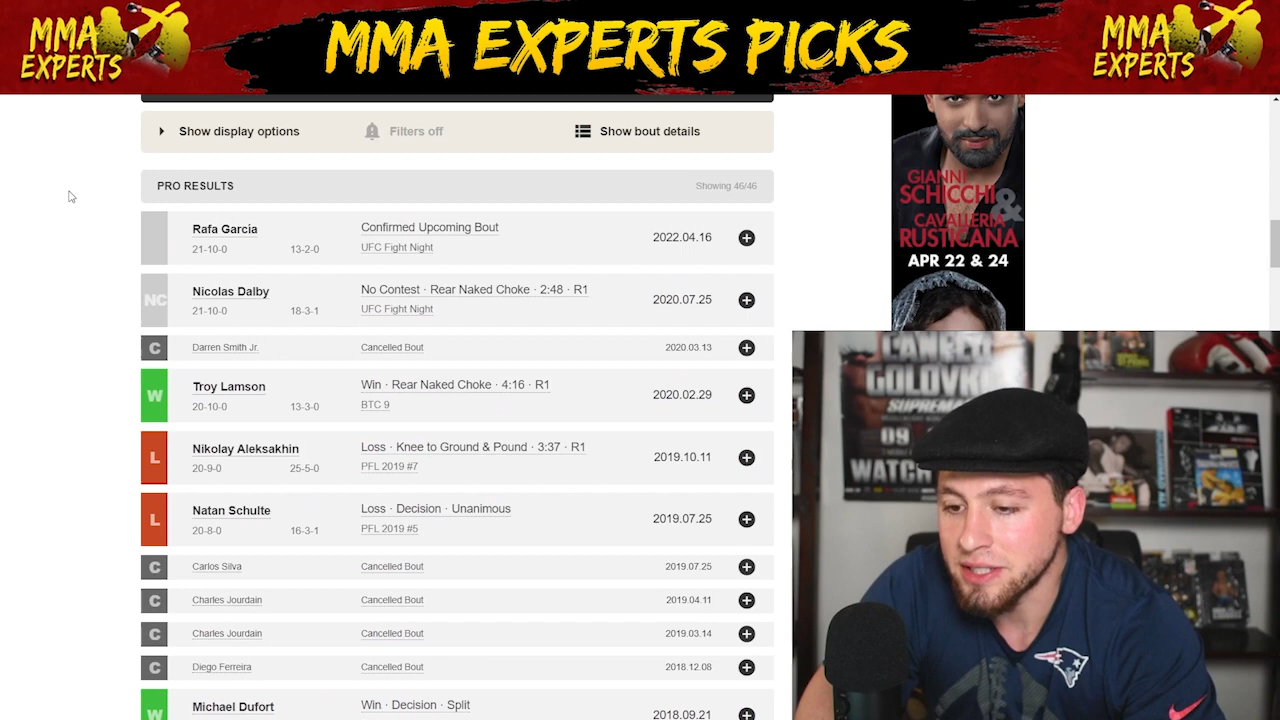 MMA
EXPERTS
MMA EXPERTS PICKS
MMA
EXPERTS
Show display options
Filters off
Show bout details
PRO RESULTS
Showing 46/46
Rafa Garcia
Confirmed Upcoming Bout
2022.04.16
21-10-0
13-2-0
UFC Fight Night
NC
Nicolas Dalby
No Contest · Rear Naked Choke · 2:48 · R1
2020.07.25
21-10-0
18-3-1
UFC Fight Night
C
Darren Smith Jr.
Cancelled Bout
2020.03.13
W
Troy Lamson
Win · Rear Naked Choke · 4:16 · R1
2020.02.29
20-10-0
13-3-0
BTC 9
L
Nikolay Aleksakhin
Loss · Knee to Ground & Pound · 3:37 · R1
2019.10.11
20-9-0
25-5-0
PFL 2019 #7
L
Natan Schulte
Loss · Decision · Unanimous
2019.07.25
20-8-0
16-3-1
PFL 2019 #5
C
Carlos Silva
Cancelled Bout
2019.07.25
C
Charles Jourdain
Cancelled Bout
2019.04.11
C
Charles Jourdain
Cancelled Bout
2019.03.14
C
Diego Ferreira
Cancelled Bout
2018.12.08
W
Michael Dufort
Win · Decision · Split
2018.09.21
GIANNI
SCHICCHI
&
CAVALLERIA
RUSTICANA
APR 22 & 24
CANELO
GOLOVK
SUPREMA
09
WATCH